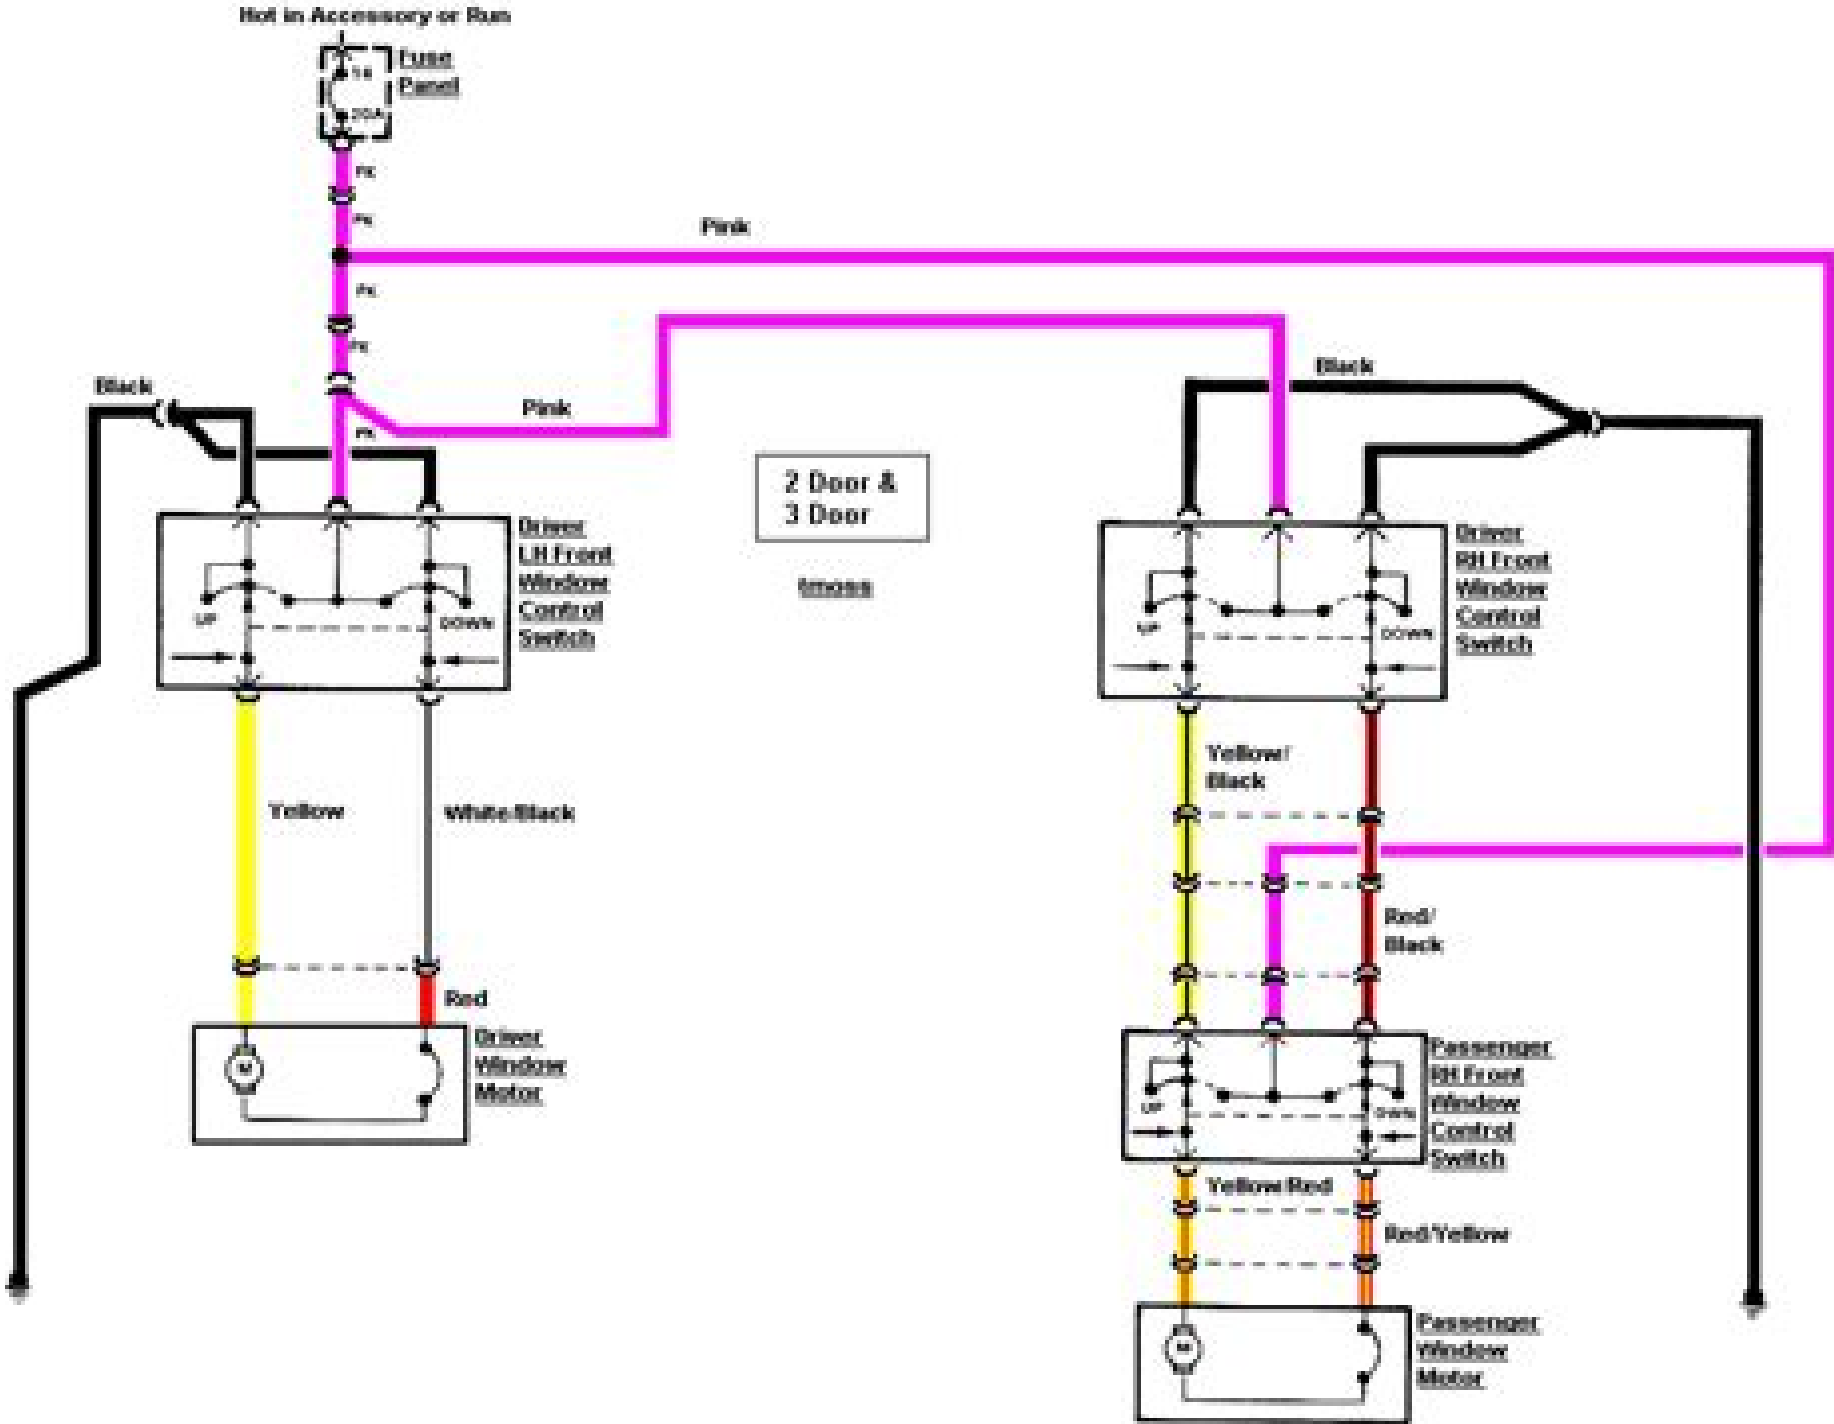 Hot in Accessory or Run
Fuse
Panel
20A
PK
PK
Pink
PK
PK
Black
Pink
PK
Black
2 Door &
3 Door
tmoss
Driver
LH Front
Window
Control
Switch
UP
DOWN
Driver
RH Front
Window
Control
Switch
UP
DOWN
Yellow
White/Black
Yellow/
Black
Red/
Black
Red
Driver
Window
Motor
M
Passenger
RH Front
Window
Control
Switch
UP
DWN
Yellow/Red
Red/Yellow
Passenger
Window
Motor
M